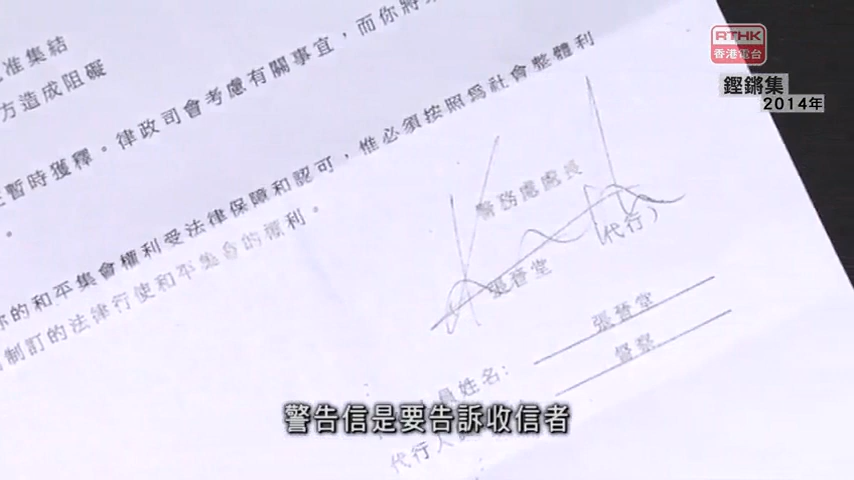 RTHK
香港電台
鏗鏘集
2014年
准集結
方造成阻礙
，而你將
暫時獲釋。律政司會考慮有關事宜
。
你的和平集會權利受法律保障和認可，惟必須按照為社會整體利
制訂的法律行使和平集會的權利。
警務處處長
張登堂
（代行）
員姓名：
張登堂
代行人
督察
警告信是要告訴收信者